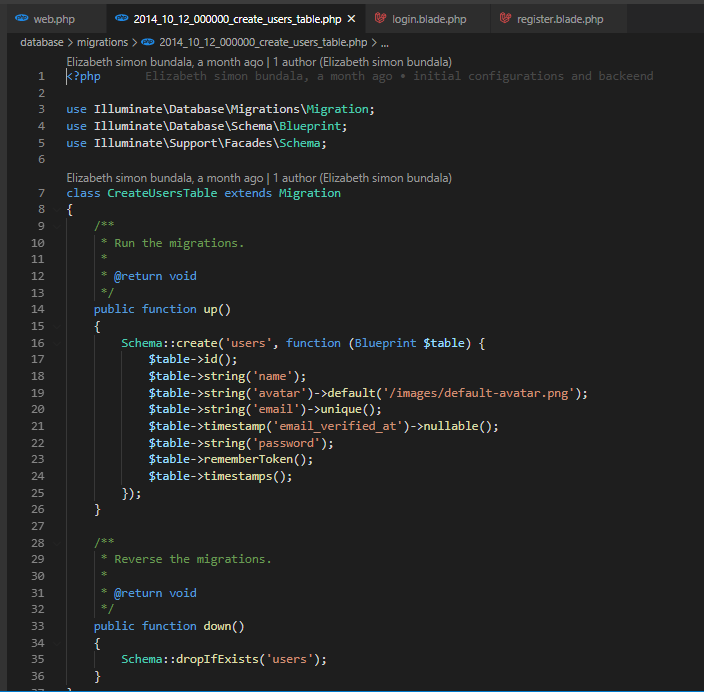 web.php 2014_10_12_000000_create_users_table.php × login.blade.php register.blade.php
database > migrations > 2014_10_12_000000_create_users_table.php > ...
Elizabeth simon bundala, a month ago | 1 author (Elizabeth simon bundala)
1 <?php Elizabeth simon bundala, a month ago • initial configurations and backeend
2
3 use Illuminate\Database\Migrations\Migration;
4 use Illuminate\Database\Schema\Blueprint;
5 use Illuminate\Support\Facades\Schema;
6
Elizabeth simon bundala, a month ago | 1 author (Elizabeth simon bundala)
7 class CreateUsersTable extends Migration
8 {
9 /**
10 * Run the migrations.
11 *
12 * @return void
13 */
14 public function up()
15 {
16 Schema::create('users', function (Blueprint $table) {
17 $table->id();
18 $table->string('name');
19 $table->string('avatar')->default('/images/default-avatar.png');
20 $table->string('email')->unique();
21 $table->timestamp('email_verified_at')->nullable();
22 $table->string('password');
23 $table->rememberToken();
24 $table->timestamps();
25 });
26 }
27
28 /**
29 * Reverse the migrations.
30 *
31 * @return void
32 */
33 public function down()
34 {
35 Schema::dropIfExists('users');
36 }
37 }